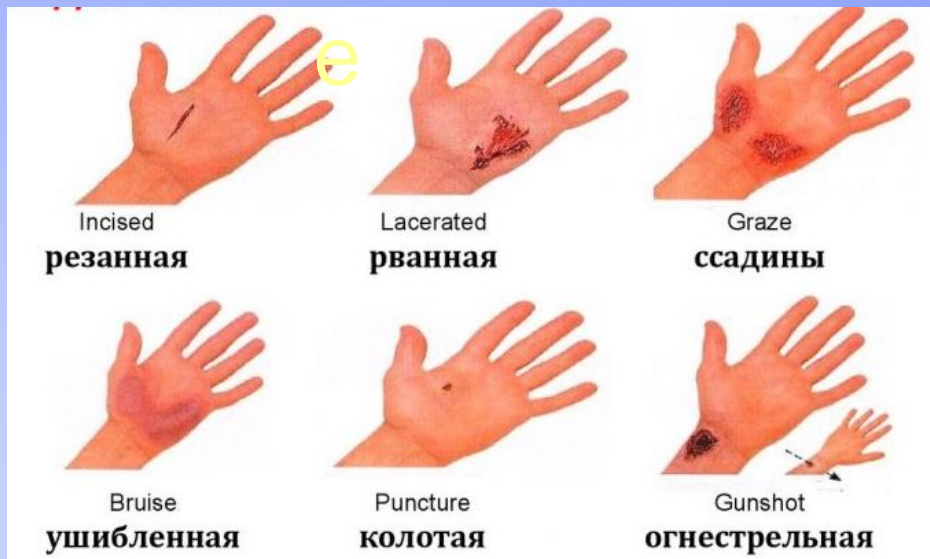 e
Incised
Lacerated
Graze
резанная
рванная
ссадины
Bruise
Puncture
Gunshot
ушибленная
колотая
огнестрельная